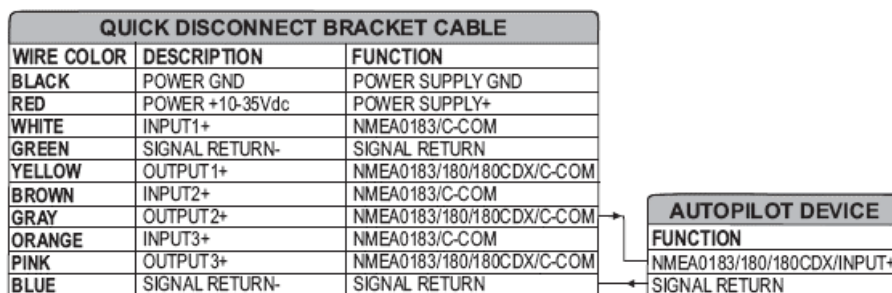 QUICK DISCONNECT BRACKET CABLE
WIRE COLOR DESCRIPTION FUNCTION
BLACK POWER GND POWER SUPPLY GND
RED POWER +10-35Vdc POWER SUPPLY+
WHITE INPUT1+ NMEA0183/C-COM
GREEN SIGNAL RETURN- SIGNAL RETURN
YELLOW OUTPUT1+ NMEA0183/180/180CDX/C-COM
BROWN INPUT2+ NMEA0183/C-COM
GRAY OUTPUT2+ NMEA0183/180/180CDX/C-COM
ORANGE INPUT3+ NMEA0183/C-COM
PINK OUTPUT3+ NMEA0183/180/180CDX/C-COM
BLUE SIGNAL RETURN- SIGNAL RETURN
AUTOPILOT DEVICE
FUNCTION
NMEA0183/180/180CDX/INPUT+
SIGNAL RETURN